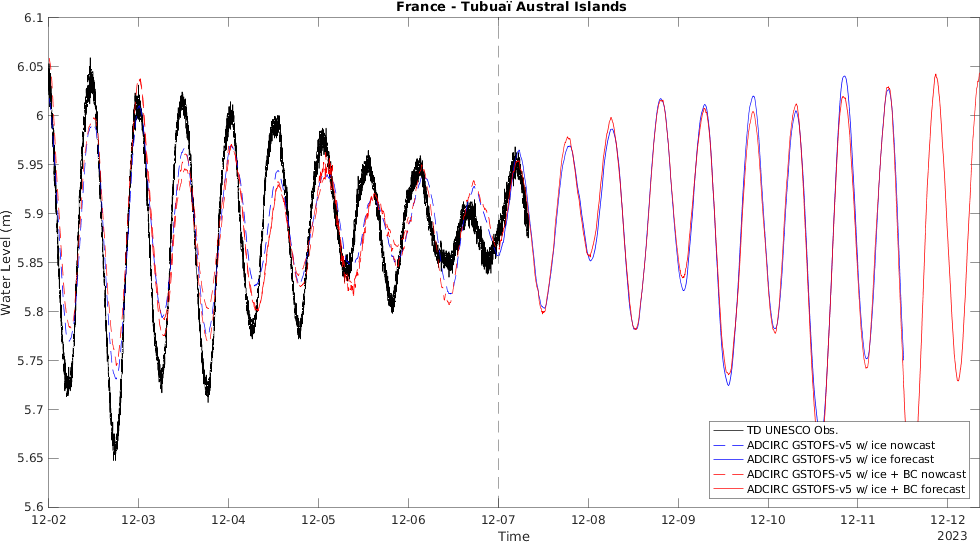 France - Tubuaï Austral Islands
6.1
6.05
6
5.95
5.9
5.85
5.8
5.75
5.7
5.65
5.6
Water Level (m)
TD UNESCO Obs.
ADCIRC GSTOFS-v5 w/ ice nowcast
ADCIRC GSTOFS-v5 w/ ice forecast
ADCIRC GSTOFS-v5 w/ ice + BC nowcast
ADCIRC GSTOFS-v5 w/ ice + BC forecast
12-02 12-03 12-04 12-05 12-06 12-07 12-08 12-09 12-10 12-11 12-12
2023
Time